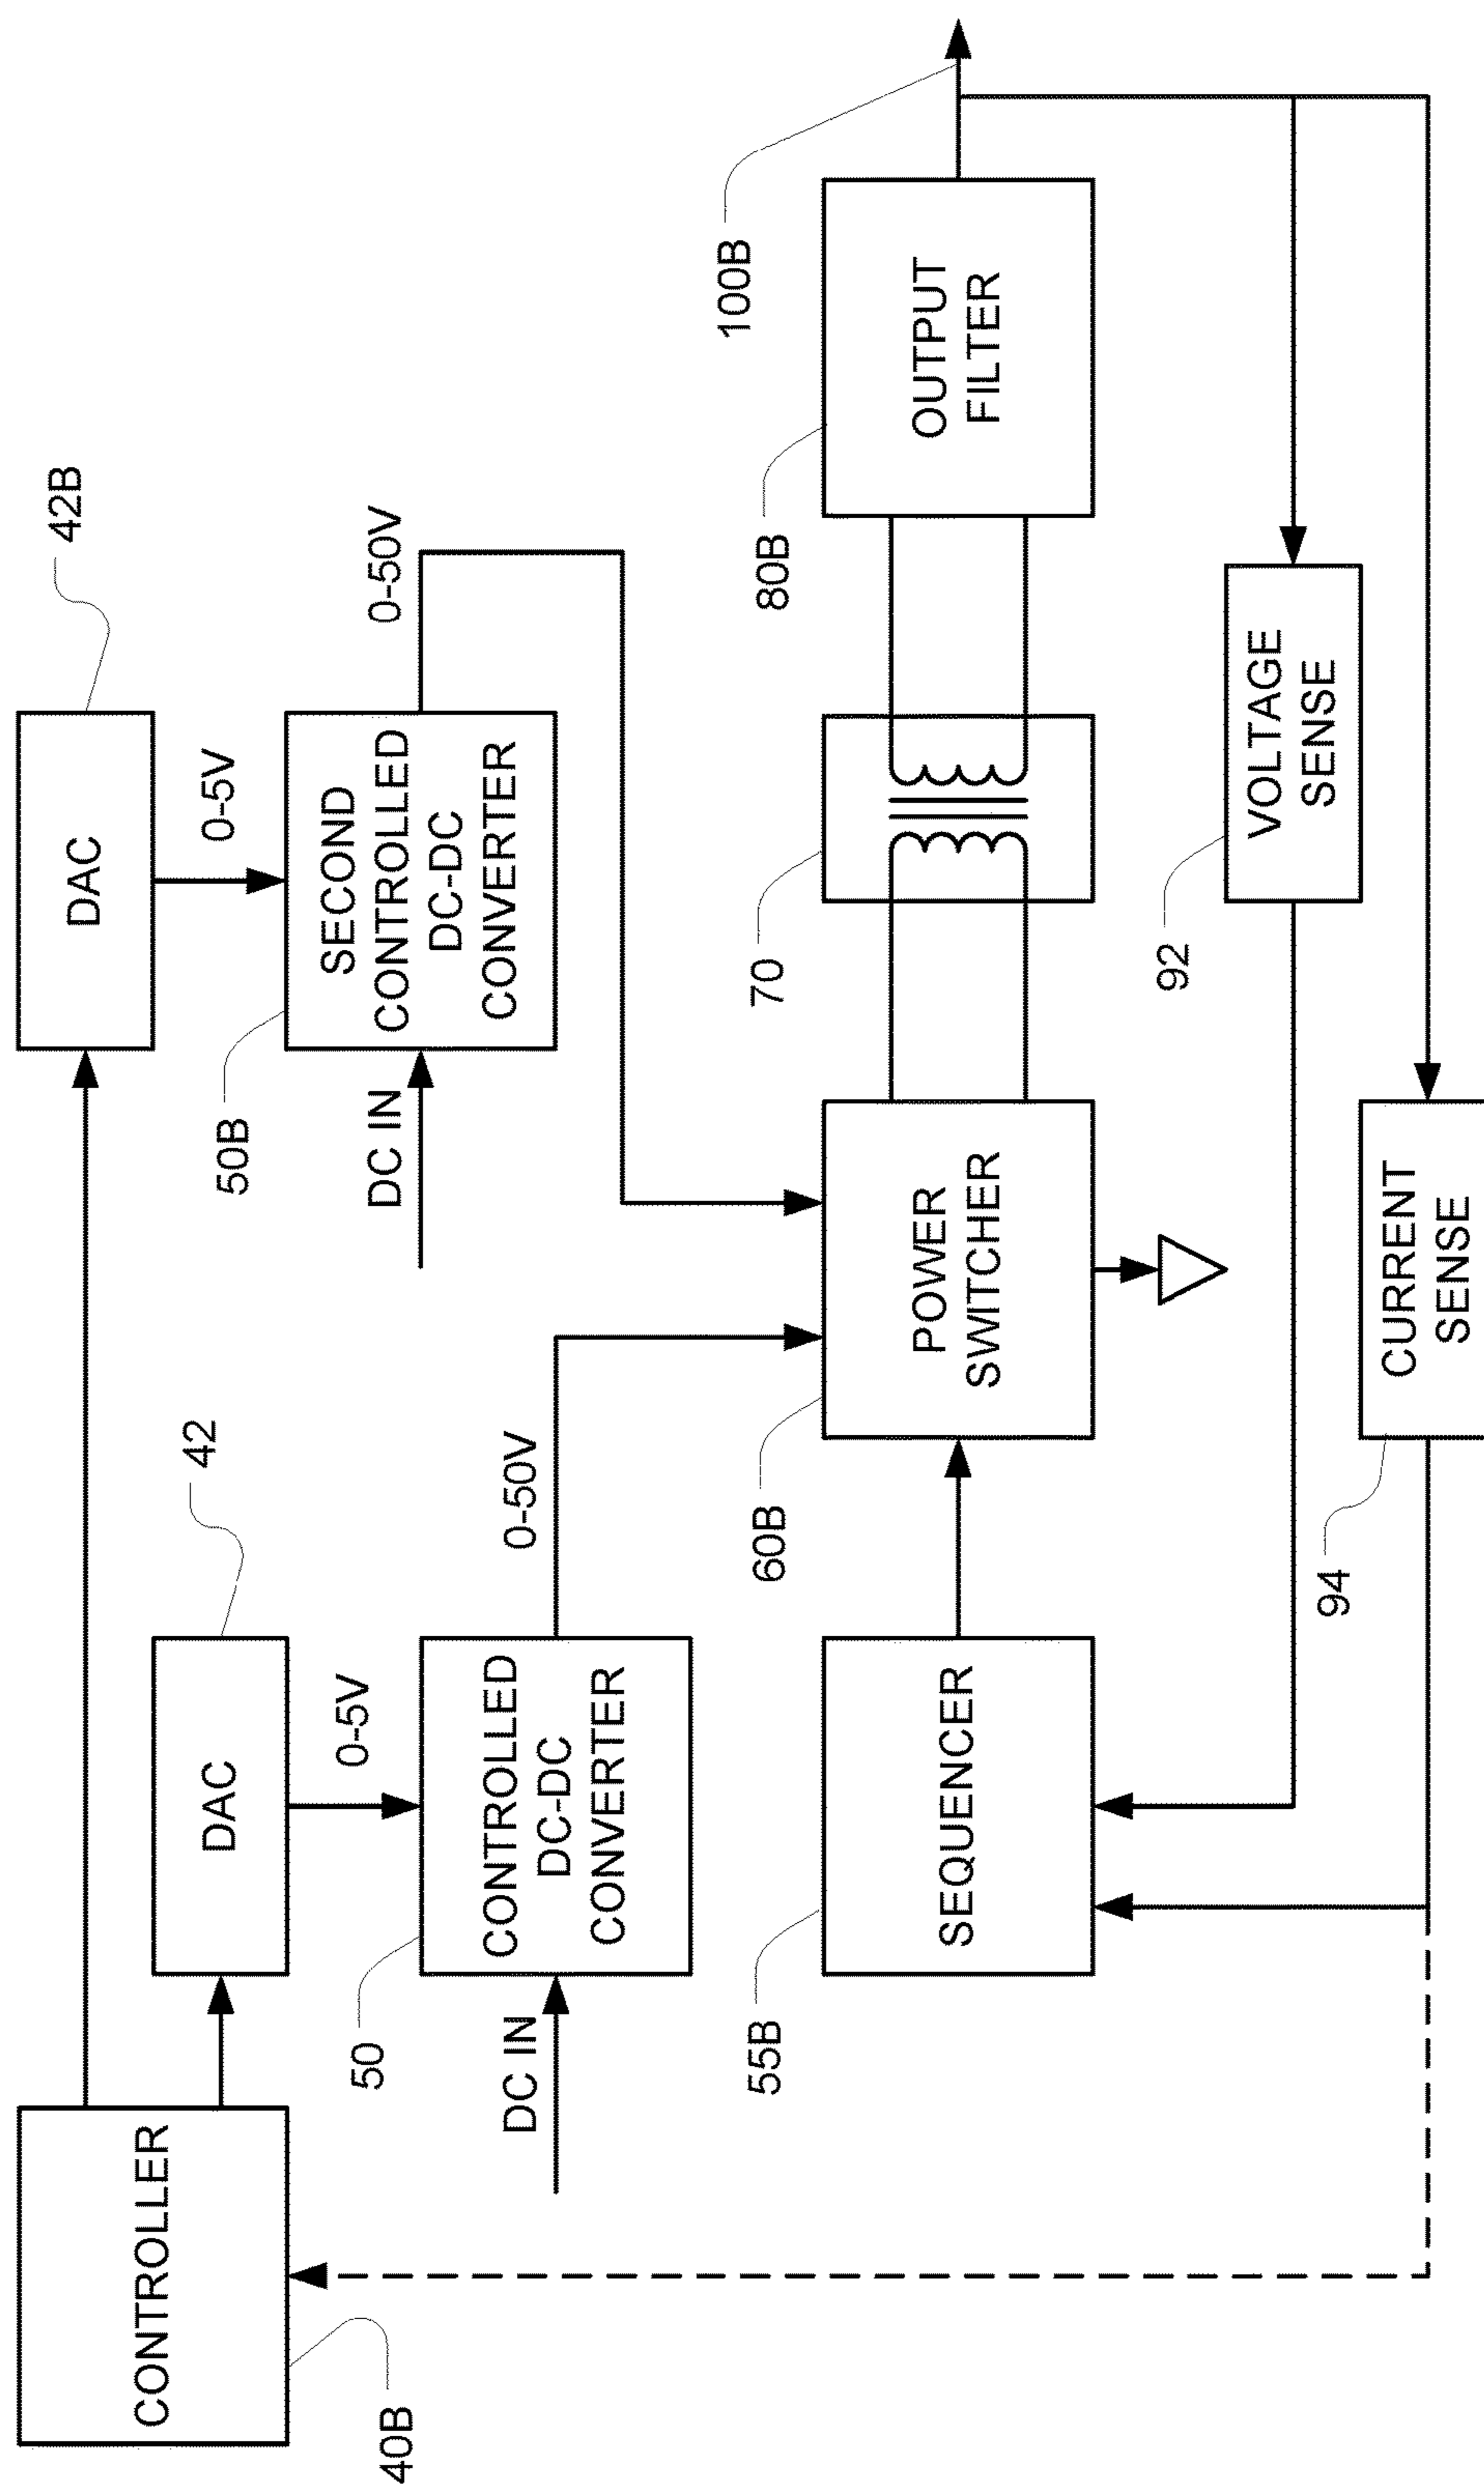 DAC
42B
0-5V
SECOND
CONTROLLED
DC-DC
CONVERTER
50B
DC IN
0-50V
CONTROLLER
40B
DAC
42
0-5V
CONTROLLED
DC-DC
CONVERTER
50
DC IN
0-50V
SEQUENCER
55B
POWER
SWITCHER
60B
70
OUTPUT
FILTER
80B
100B
VOLTAGE
SENSE
92
CURRENT
SENSE
94